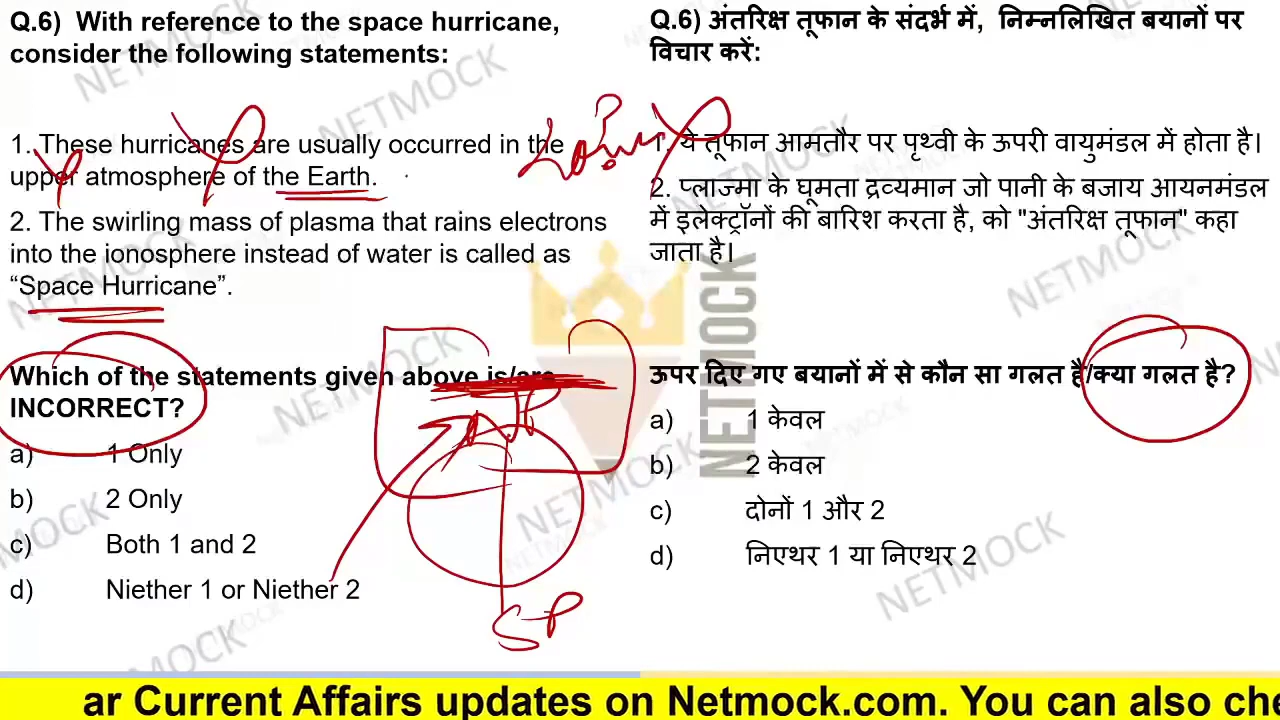 Q.6) With reference to the space hurricane,
consider the following statements:
1. These hurricanes are usually occurred in the
upper atmosphere of the Earth.
2. The swirling mass of plasma that rains electrons
into the ionosphere instead of water is called as
“Space Hurricane”.
Which of the statements given above is/are
INCORRECT?
a) 1 Only
b) 2 Only
c) Both 1 and 2
d) Niether 1 or Niether 2
Q.6) अंतरिक्ष तूफान के संदर्भ में, निम्नलिखित बयानों पर
विचार करें:
1. ये तूफान आमतौर पर पृथ्वी के ऊपरी वायुमंडल में होता है।
2. प्लाज्मा के घूमता द्रव्यमान जो पानी के बजाय आयनमंडल
में इलेक्ट्रॉनों की बारिश करता है, को "अंतरिक्ष तूफान" कहा
जाता है।
ऊपर दिए गए बयानों में से कौन सा गलत है/क्या गलत है?
a) 1 केवल
b) 2 केवल
c) दोनों 1 और 2
d) निएथर 1 या निएथर 2
NP
SP
NETMOCK
ar Current Affairs updates on Netmock.com. You can also che